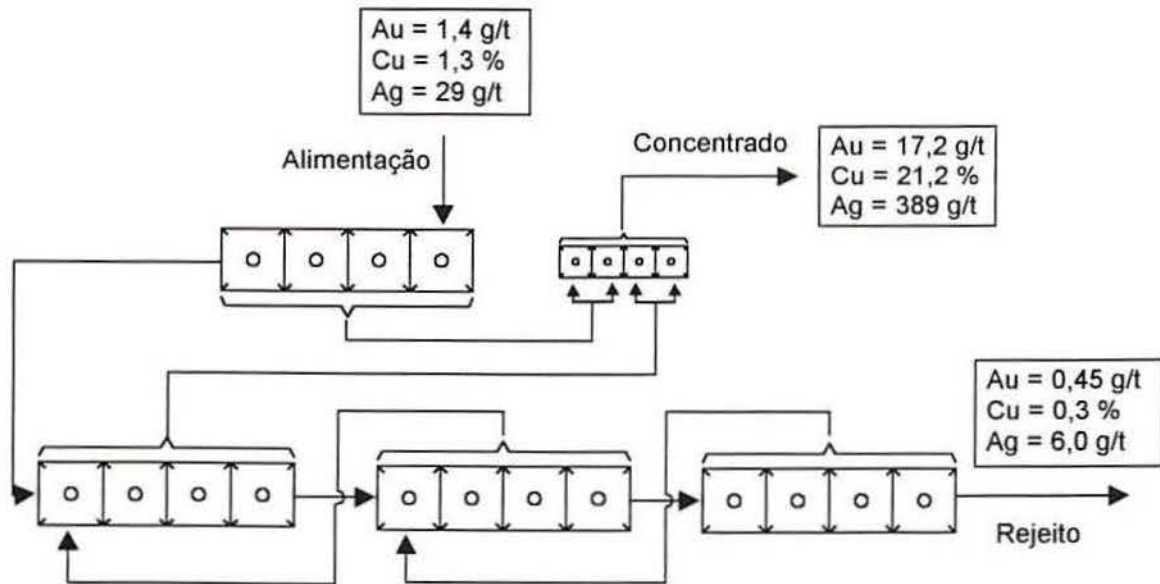 Au = 1,4 g/t
Cu = 1,3 %
Ag = 29 g/t
Alimentação
Concentrado
Au = 17,2 g/t
Cu = 21,2 %
Ag = 389 g/t
Au = 0,45 g/t
Cu = 0,3 %
Ag = 6,0 g/t
Rejeito